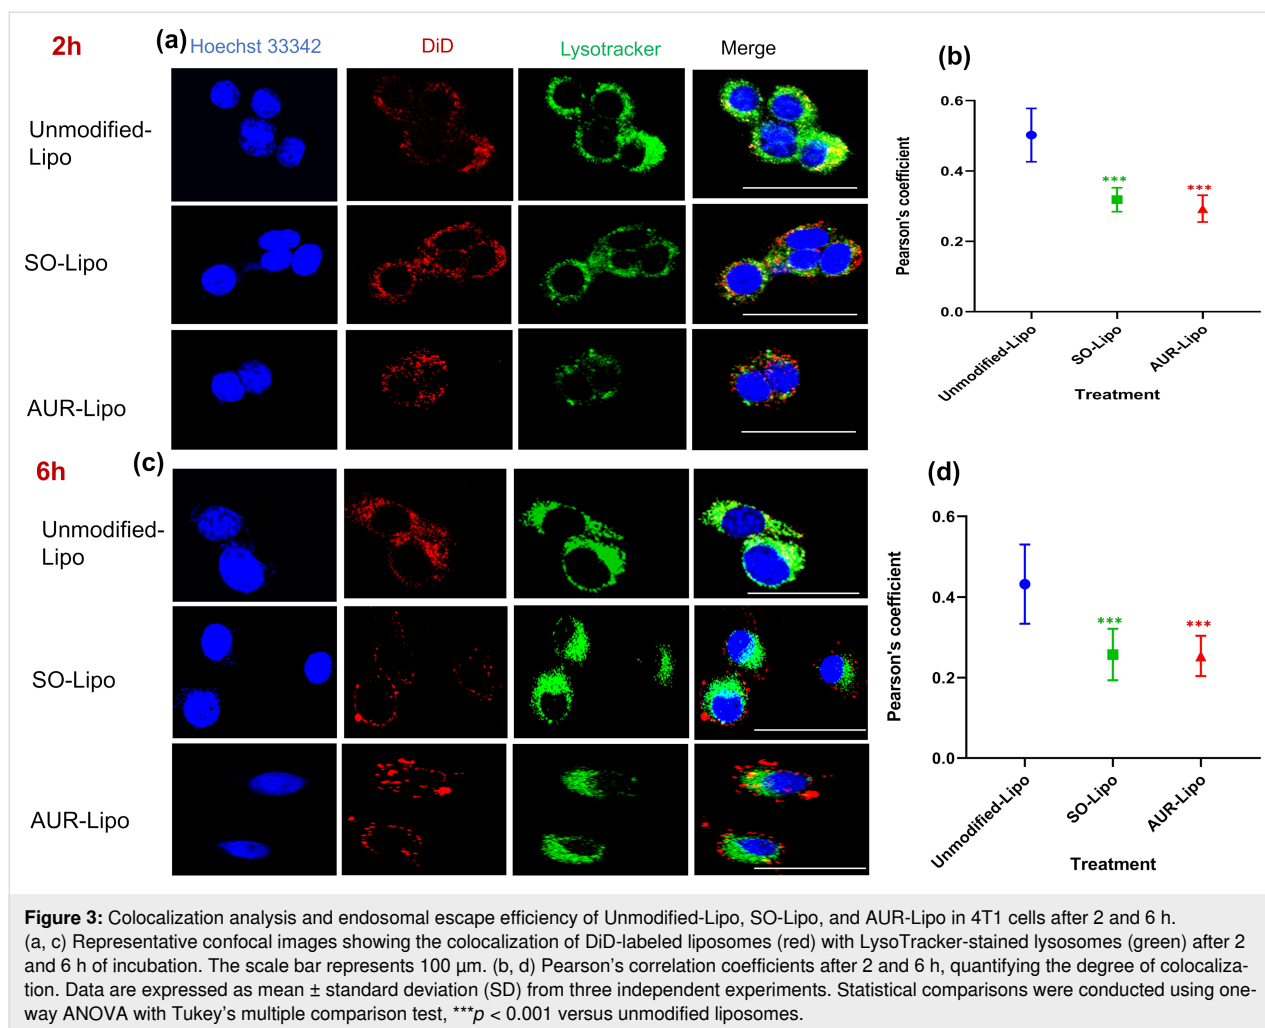 2h
(a) Hoechst 33342 DiD Lysotracker Merge
Unmodified-
Lipo
SO-Lipo
AUR-Lipo
(b)
Pearson's coefficient
0.6
0.4
0.2
0.0
***
***
Unmodified-Lipo
SO-Lipo
AUR-Lipo
Treatment
6h
(c)
Unmodified-
Lipo
SO-Lipo
AUR-Lipo
(d)
Pearson's coefficient
0.6
0.4
0.2
0.0
***
***
Unmodified-Lipo
SO-Lipo
AUR-Lipo
Treatment
Figure 3: Colocalization analysis and endosomal escape efficiency of Unmodified-Lipo, SO-Lipo, and AUR-Lipo in 4T1 cells after 2 and 6 h.
(a, c) Representative confocal images showing the colocalization of DiD-labeled liposomes (red) with LysoTracker-stained lysosomes (green) after 2
and 6 h of incubation. The scale bar represents 100 µm. (b, d) Pearson's correlation coefficients after 2 and 6 h, quantifying the degree of colocaliza-
tion. Data are expressed as mean ± standard deviation (SD) from three independent experiments. Statistical comparisons were conducted using one-
way ANOVA with Tukey's multiple comparison test, ***p < 0.001 versus unmodified liposomes.